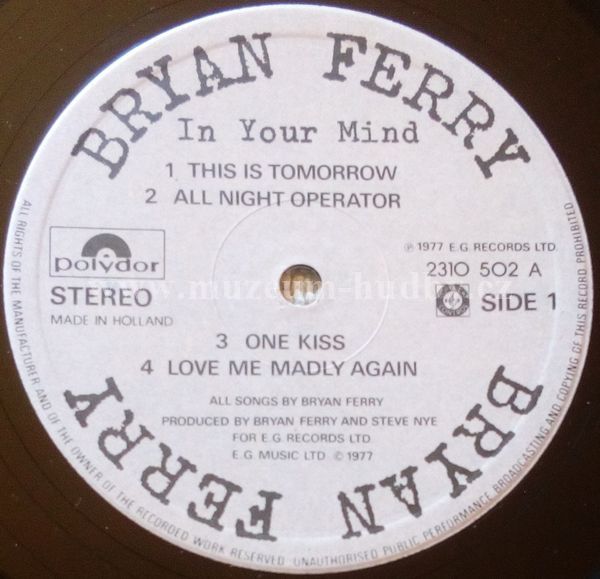 BRYAN FERRY
In Your Mind
1 THIS IS TOMORROW
2 ALL NIGHT OPERATOR
polydor
STEREO
MADE IN HOLLAND
℗ 1977 E.G. RECORDS LTD.
2310 502 A
SIDE 1
www.muzeum-hudby.cz
3 ONE KISS
4 LOVE ME MADLY AGAIN
ALL SONGS BY BRYAN FERRY
PRODUCED BY BRYAN FERRY AND STEVE NYE
FOR E.G. RECORDS LTD.
E.G. MUSIC LTD © 1977
BRYAN FERRY
ALL RIGHTS OF THE MANUFACTURER AND OF THE OWNER OF THE RECORDED WORK RESERVED. UNAUTHORISED PUBLIC PERFORMANCE BROADCASTING AND COPYING OF THIS RECORD PROHIBITED